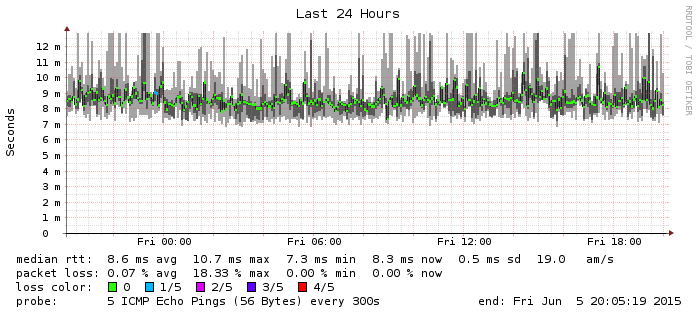 Last 24 Hours
RRDTOOL / TOBI OETIKER
Seconds
12 m
11 m
10 m
9 m
8 m
7 m
6 m
5 m
4 m
3 m
2 m
1 m
0
Fri 00:00 Fri 06:00 Fri 12:00 Fri 18:00
median rtt: 8.6 ms avg 10.7 ms max 7.3 ms min 8.3 ms now 0.5 ms sd 19.0 am/s
packet loss: 0.07 % avg 18.33 % max 0.00 % min 0.00 % now
loss color: 0 1/5 2/5 3/5 4/5
probe: 5 ICMP Echo Pings (56 Bytes) every 300s end: Fri Jun 5 20:05:19 2015